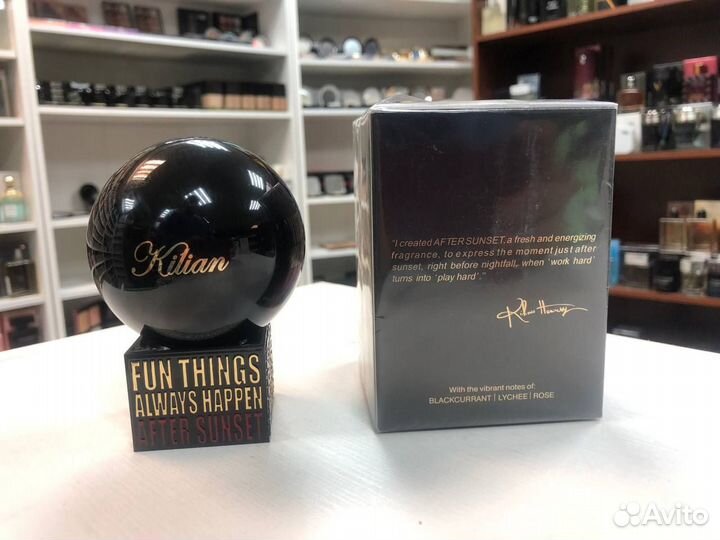 Kilian
FUN THINGS
ALWAYS HAPPEN
AFTER SUNSET
"I created AFTER SUNSET, a fresh and energizing
fragrance, to express the moment just after
sunset, right before nightfall, when 'work hard'
turns into 'play hard'."
Kilian Hennessy
With the vibrant notes of:
BLACKCURRANT | LYCHEE | ROSE
Avito